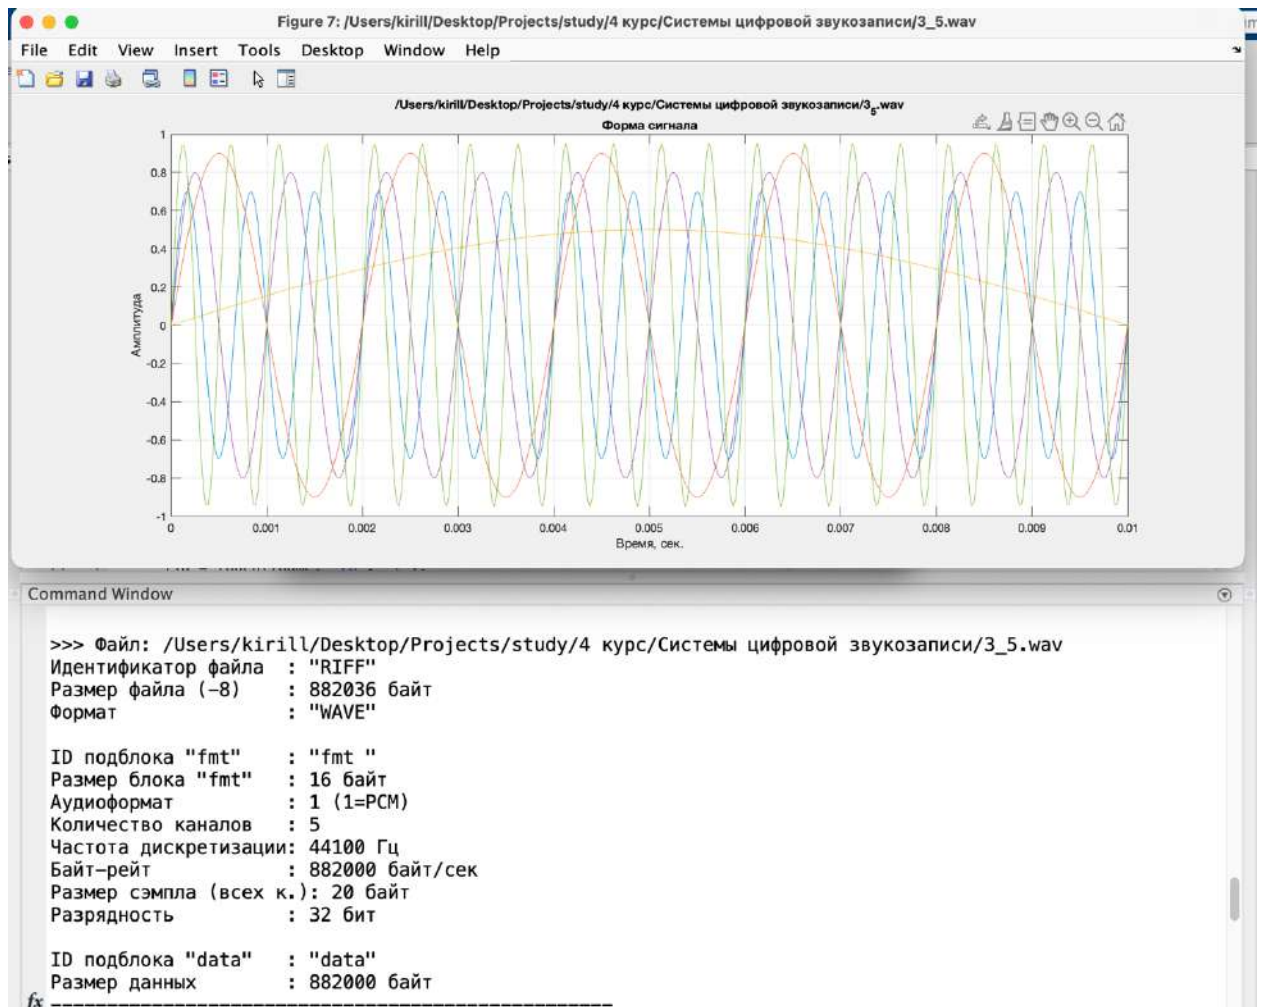 Figure 7: /Users/kirill/Desktop/Projects/study/4 курс/Системы цифровой звукозаписи/3_5.wav
File Edit View Insert Tools Desktop Window Help
/Users/kirill/Desktop/Projects/study/4 курс/Системы цифровой звукозаписи/3_5.wav
Форма сигнала
1
0.8
0.6
0.4
0.2
0
-0.2
-0.4
-0.6
-0.8
-1
Амплитуда
0 0.001 0.002 0.003 0.004 0.005 0.006 0.007 0.008 0.009 0.01
Время, сек.
Command Window
>>> Файл: /Users/kirill/Desktop/Projects/study/4 курс/Системы цифровой звукозаписи/3_5.wav
Идентификатор файла : "RIFF"
Размер файла (-8) : 882036 байт
Формат : "WAVE"
ID подблока "fmt" : "fmt "
Размер блока "fmt" : 16 байт
Аудиоформат : 1 (1=PCM)
Количество каналов : 5
Частота дискретизации: 44100 Гц
Байт-рейт : 882000 байт/сек
Размер сэмпла (всех к.): 20 байт
Разрядность : 32 бит
ID подблока "data" : "data"
Размер данных : 882000 байт
fx --------------------------------------------------